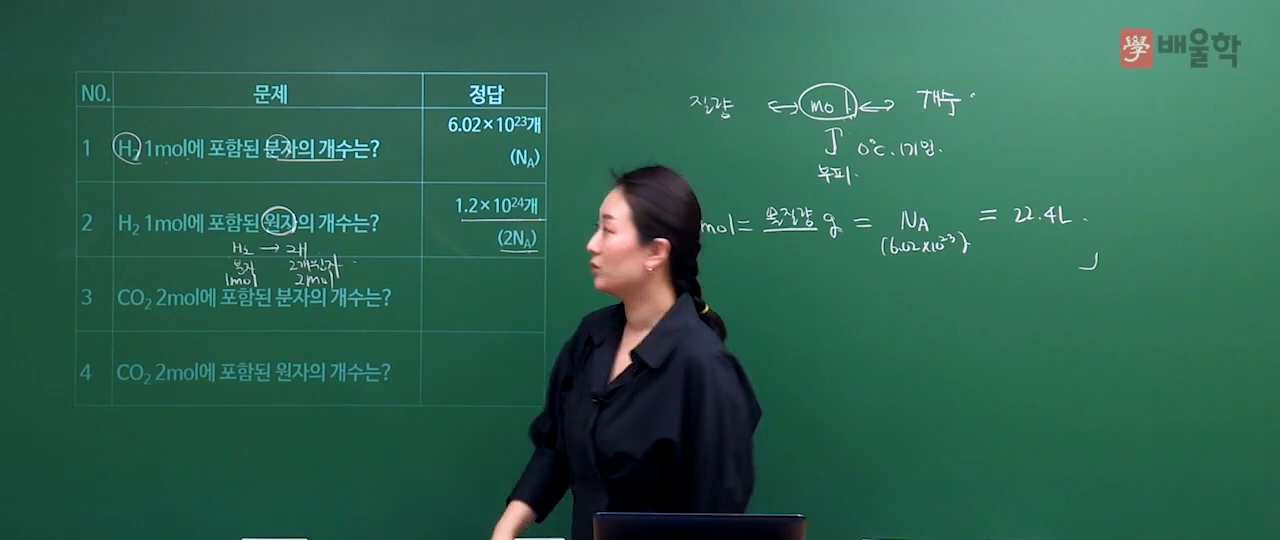 學 배울학
NO. 문제 정답
1 H₂ 1mol에 포함된 분자의 개수는? 6.02×10²³개 (Nᴀ)
2 H₂ 1mol에 포함된 원자의 개수는? 1.2×10²⁴개 (2Nᴀ)
H₂ → 2개
분자 2개원자
1mol 2mol
3 CO₂ 2mol에 포함된 분자의 개수는?
4 CO₂ 2mol에 포함된 원자의 개수는?
질량 ↔ mol ↔ 개수
0℃, 1기압.
부피.
mol = 몰질량 g = Nᴀ = 22.4L.
(6.02×10²³)